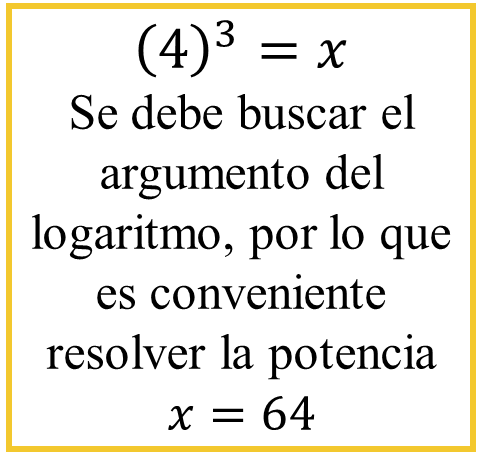 (4)³ = x
Se debe buscar el
argumento del
logaritmo, por lo que
es conveniente
resolver la potencia
x = 64